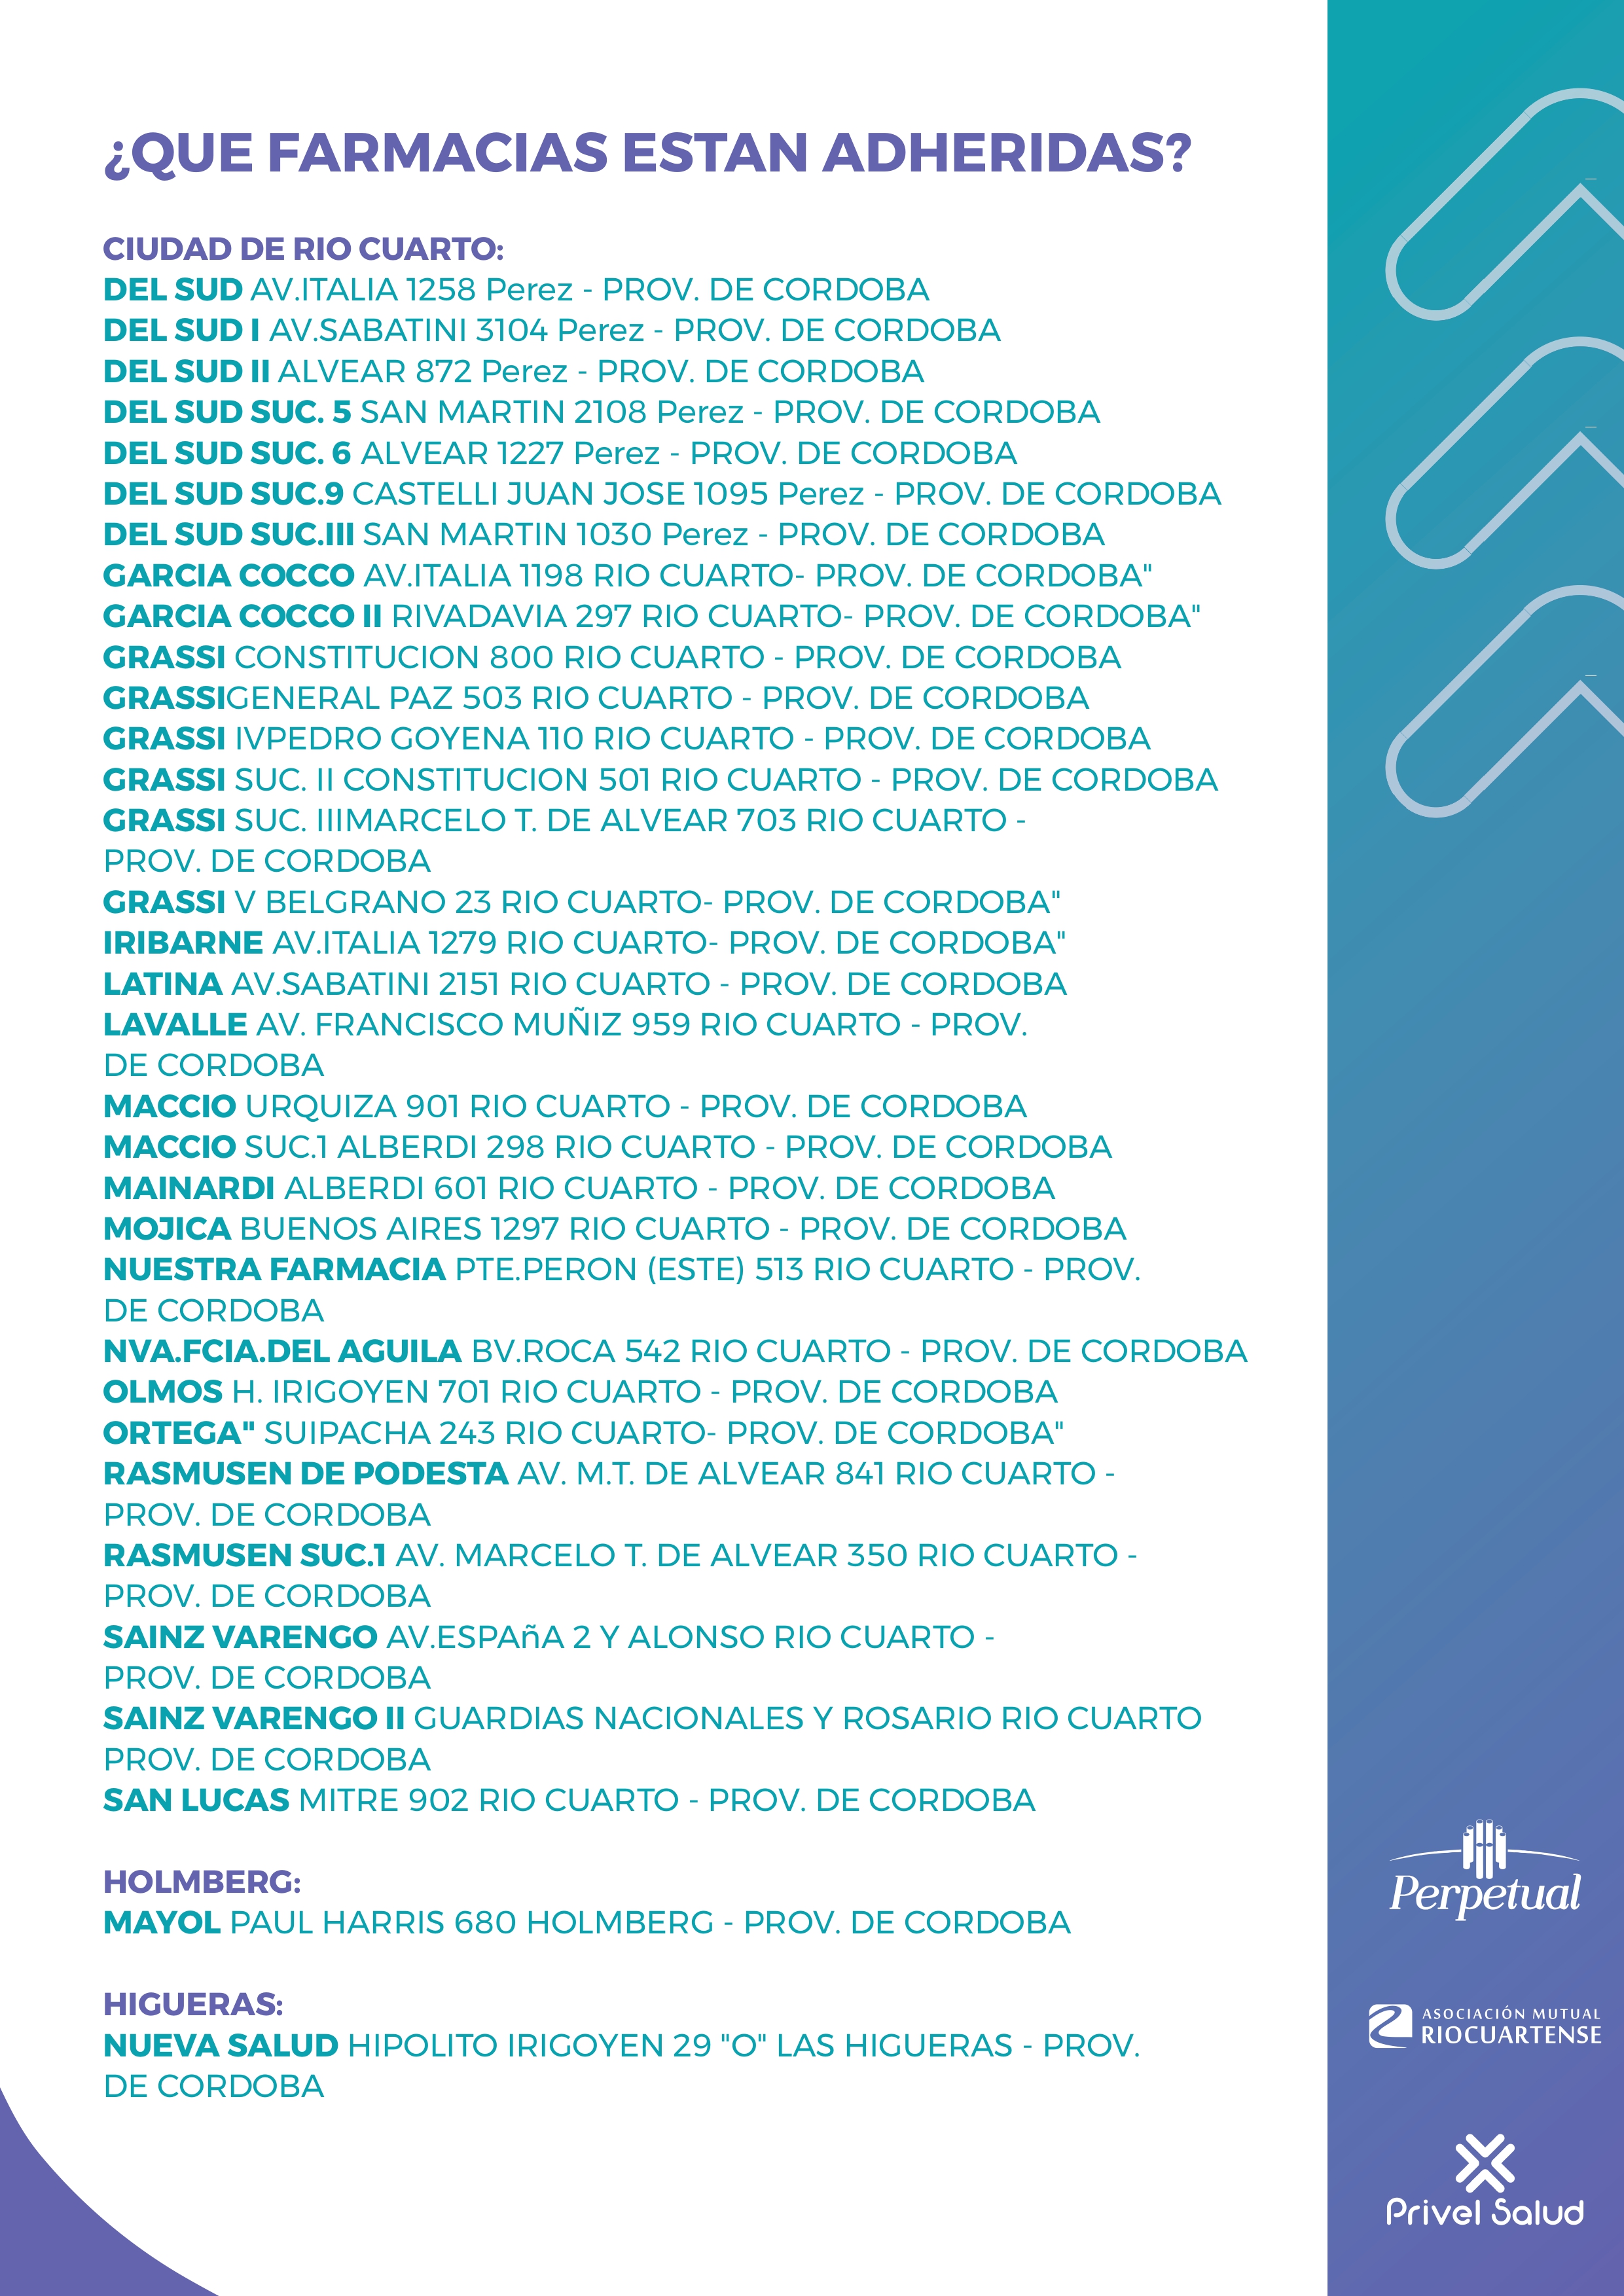 ¿QUE FARMACIAS ESTAN ADHERIDAS?
CIUDAD DE RIO CUARTO:
DEL SUD AV.ITALIA 1258 Perez - PROV. DE CORDOBA
DEL SUD I AV.SABATINI 3104 Perez - PROV. DE CORDOBA
DEL SUD II ALVEAR 872 Perez - PROV. DE CORDOBA
DEL SUD SUC. 5 SAN MARTIN 2108 Perez - PROV. DE CORDOBA
DEL SUD SUC. 6 ALVEAR 1227 Perez - PROV. DE CORDOBA
DEL SUD SUC.9 CASTELLI JUAN JOSE 1095 Perez - PROV. DE CORDOBA
DEL SUD SUC.III SAN MARTIN 1030 Perez - PROV. DE CORDOBA
GARCIA COCCO AV.ITALIA 1198 RIO CUARTO- PROV. DE CORDOBA"
GARCIA COCCO II RIVADAVIA 297 RIO CUARTO- PROV. DE CORDOBA"
GRASSI CONSTITUCION 800 RIO CUARTO - PROV. DE CORDOBA
GRASSIGENERAL PAZ 503 RIO CUARTO - PROV. DE CORDOBA
GRASSI IVPEDRO GOYENA 110 RIO CUARTO - PROV. DE CORDOBA
GRASSI SUC. II CONSTITUCION 501 RIO CUARTO - PROV. DE CORDOBA
GRASSI SUC. IIIMARCELO T. DE ALVEAR 703 RIO CUARTO -
PROV. DE CORDOBA
GRASSI V BELGRANO 23 RIO CUARTO- PROV. DE CORDOBA"
IRIBARNE AV.ITALIA 1279 RIO CUARTO- PROV. DE CORDOBA"
LATINA AV.SABATINI 2151 RIO CUARTO - PROV. DE CORDOBA
LAVALLE AV. FRANCISCO MUÑIZ 959 RIO CUARTO - PROV.
DE CORDOBA
MACCIO URQUIZA 901 RIO CUARTO - PROV. DE CORDOBA
MACCIO SUC.1 ALBERDI 298 RIO CUARTO - PROV. DE CORDOBA
MAINARDI ALBERDI 601 RIO CUARTO - PROV. DE CORDOBA
MOJICA BUENOS AIRES 1297 RIO CUARTO - PROV. DE CORDOBA
NUESTRA FARMACIA PTE.PERON (ESTE) 513 RIO CUARTO - PROV.
DE CORDOBA
NVA.FCIA.DEL AGUILA BV.ROCA 542 RIO CUARTO - PROV. DE CORDOBA
OLMOS H. IRIGOYEN 701 RIO CUARTO - PROV. DE CORDOBA
ORTEGA" SUIPACHA 243 RIO CUARTO- PROV. DE CORDOBA"
RASMUSEN DE PODESTA AV. M.T. DE ALVEAR 841 RIO CUARTO -
PROV. DE CORDOBA
RASMUSEN SUC.1 AV. MARCELO T. DE ALVEAR 350 RIO CUARTO -
PROV. DE CORDOBA
SAINZ VARENGO AV.ESPAñA 2 Y ALONSO RIO CUARTO -
PROV. DE CORDOBA
SAINZ VARENGO II GUARDIAS NACIONALES Y ROSARIO RIO CUARTO
PROV. DE CORDOBA
SAN LUCAS MITRE 902 RIO CUARTO - PROV. DE CORDOBA
HOLMBERG:
MAYOL PAUL HARRIS 680 HOLMBERG - PROV. DE CORDOBA
HIGUERAS:
NUEVA SALUD HIPOLITO IRIGOYEN 29 "O" LAS HIGUERAS - PROV.
DE CORDOBA
Perpetual
ASOCIACIÓN MUTUAL
RIOCUARTENSE
Privel Salud